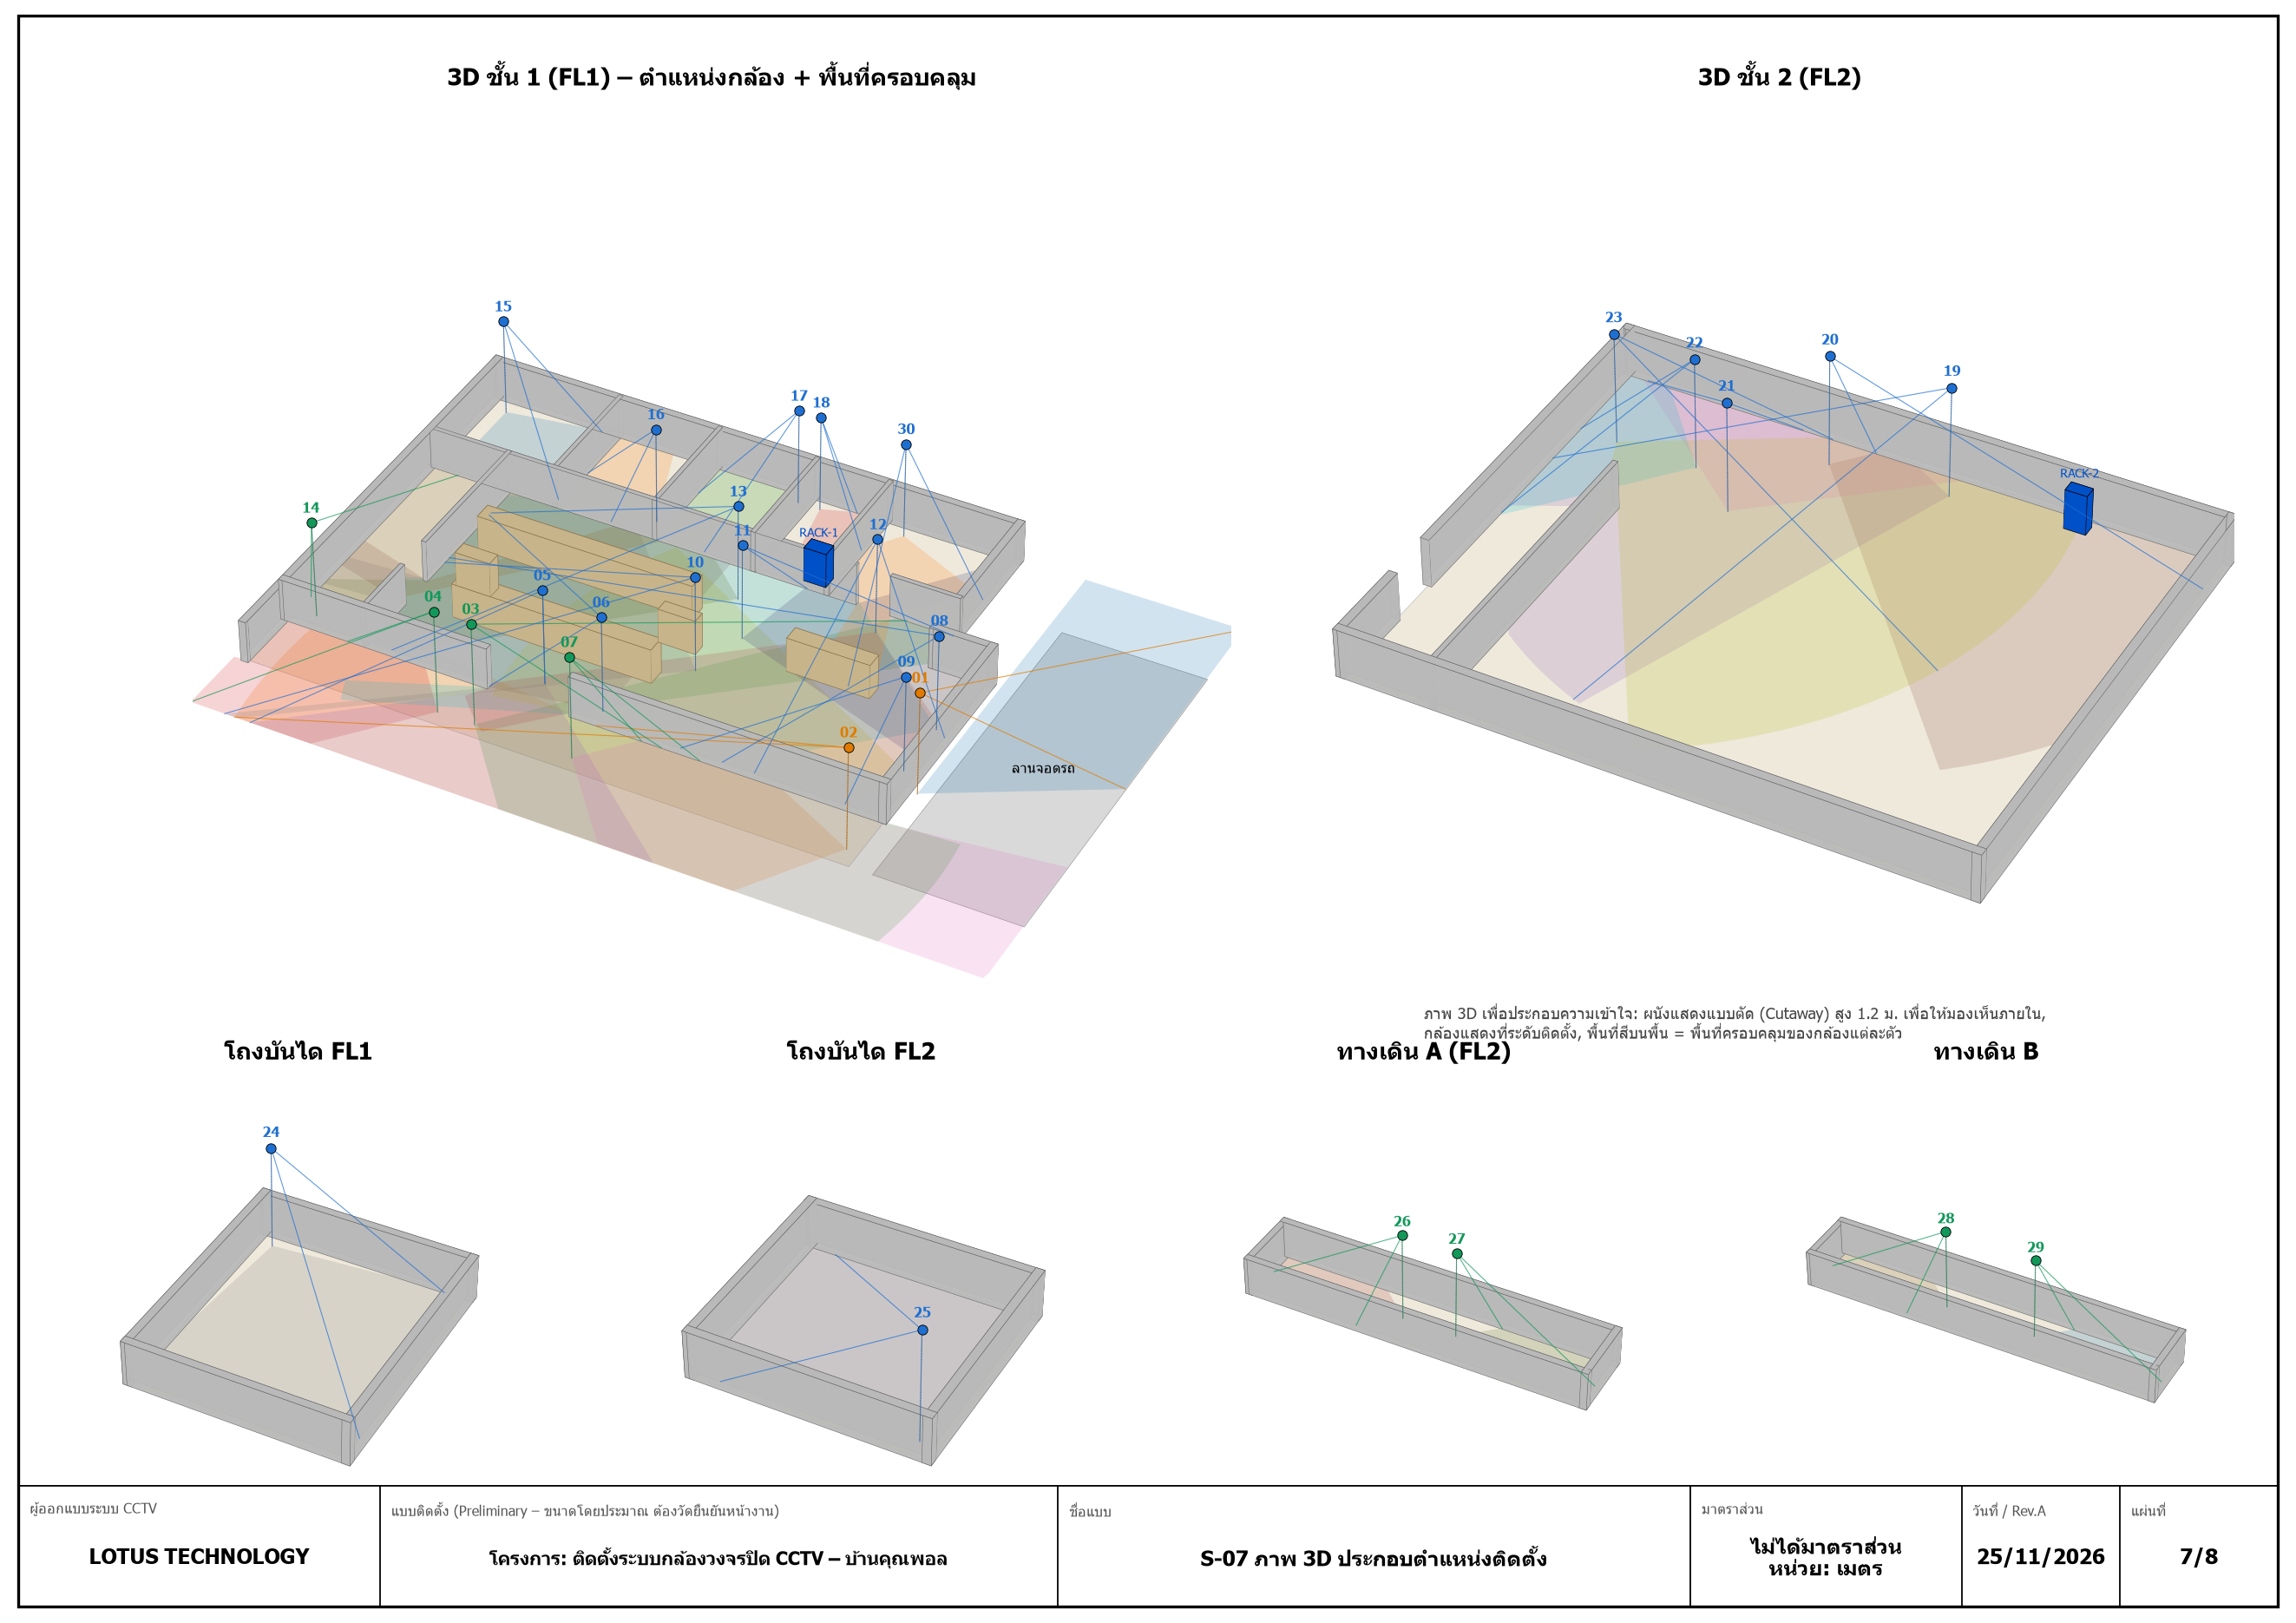 3D ชั้น 1 (FL1) – ตำแหน่งกล้อง + พื้นที่ครอบคลุม
3D ชั้น 2 (FL2)
15
17
18
16
30
13
14
12
11
RACK-1
10
05
06
04
03
07
08
09
01
02
ลานจอดรถ
23
22
20
21
19
RACK-2
ภาพ 3D เพื่อประกอบความเข้าใจ: ผนังแสดงแบบตัด (Cutaway) สูง 1.2 ม. เพื่อให้มองเห็นภายใน,
กล้องแสดงที่ระดับติดตั้ง, พื้นที่สีบนพื้น = พื้นที่ครอบคลุมของกล้องแต่ละตัว
โถงบันได FL1
โถงบันได FL2
ทางเดิน A (FL2)
ทางเดิน B
24
25
26
27
28
29
ผู้ออกแบบระบบ CCTV
LOTUS TECHNOLOGY
แบบติดตั้ง (Preliminary – ขนาดโดยประมาณ ต้องวัดยืนยันหน้างาน)
โครงการ: ติดตั้งระบบกล้องวงจรปิด CCTV – บ้านคุณพอล
ชื่อแบบ
S-07 ภาพ 3D ประกอบตำแหน่งติดตั้ง
มาตราส่วน
ไม่ได้มาตราส่วน
หน่วย: เมตร
วันที่ / Rev.A
25/11/2026
แผ่นที่
7/8